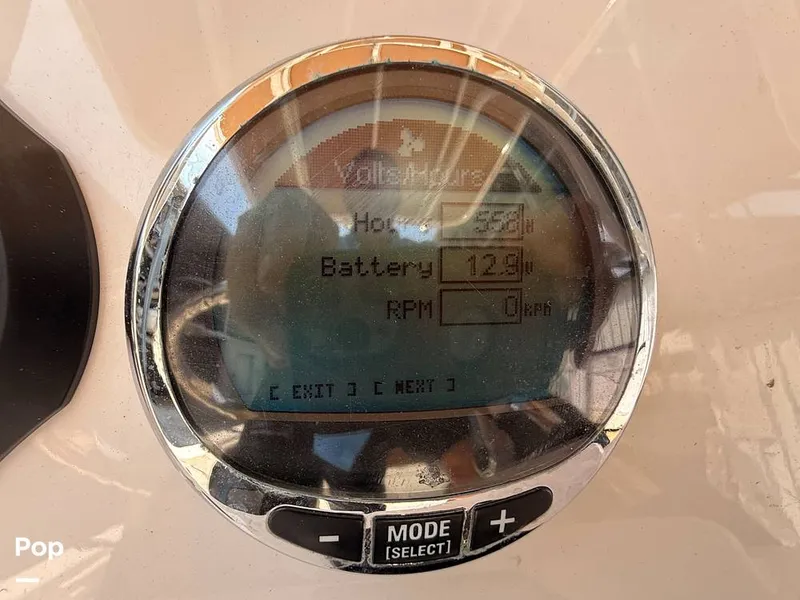 Volts/Hours
Hours 558 H
Battery 12.9 V
RPM 0 RPM
[ EXIT ] [ NEXT ]
- MODE +
[SELECT]
Pop